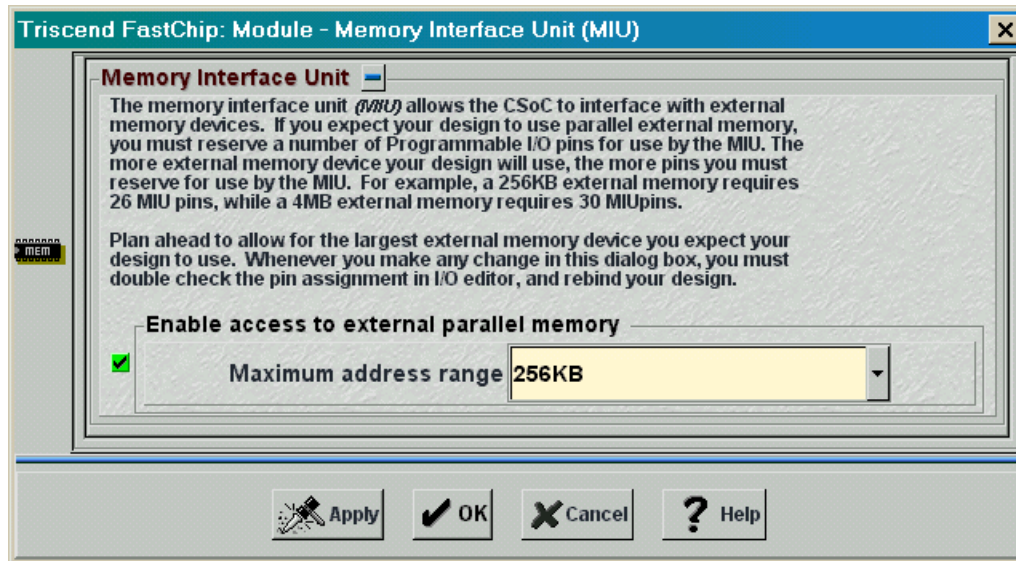 Triscend FastChip: Module - Memory Interface Unit (MIU)
Memory Interface Unit
The memory interface unit (MIU) allows the CSoC to interface with external
memory devices. If you expect your design to use parallel external memory,
you must reserve a number of Programmable I/O pins for use by the MIU. The
more external memory device your design will use, the more pins you must
reserve for use by the MIU. For example, a 256KB external memory requires
26 MIU pins, while a 4MB external memory requires 30 MIUpins.
Plan ahead to allow for the largest external memory device you expect your
design to use. Whenever you make any change in this dialog box, you must
double check the pin assignment in I/O editor, and rebind your design.
MEM
Enable access to external parallel memory
Maximum address range 256KB
Apply OK Cancel Help